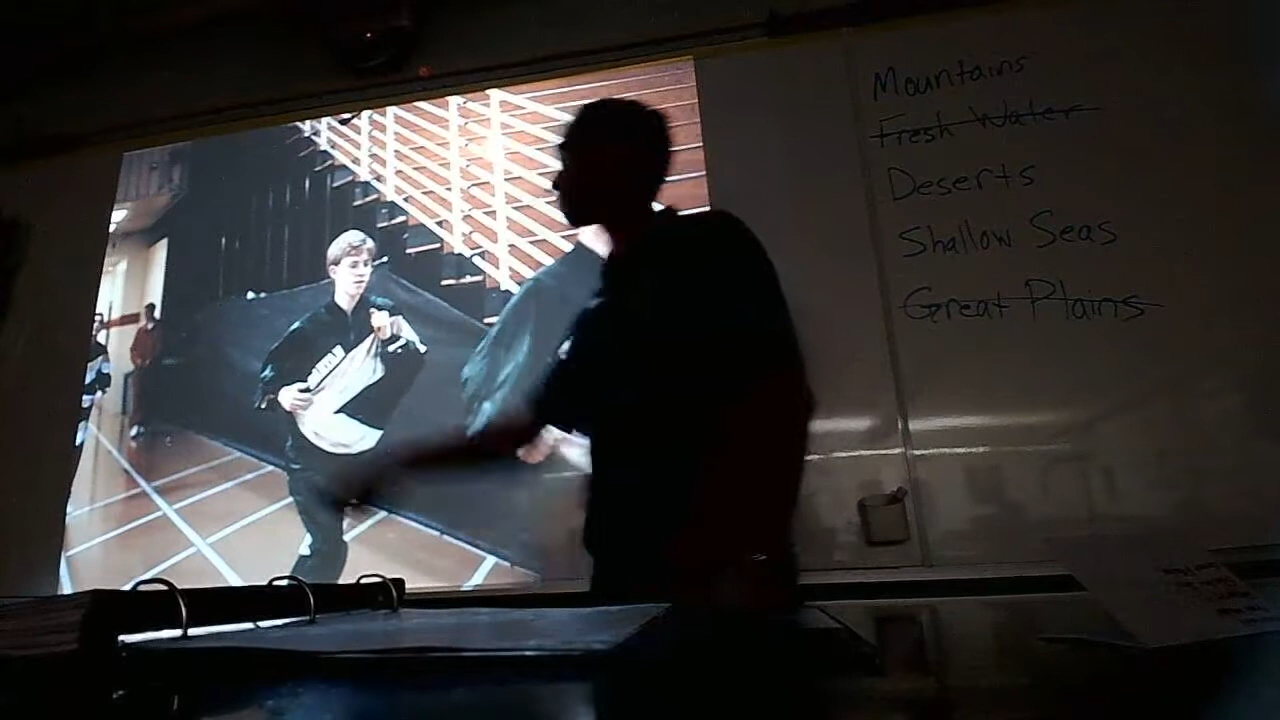 Mountains
Fresh Water
Deserts
Shallow Seas
Great Plains